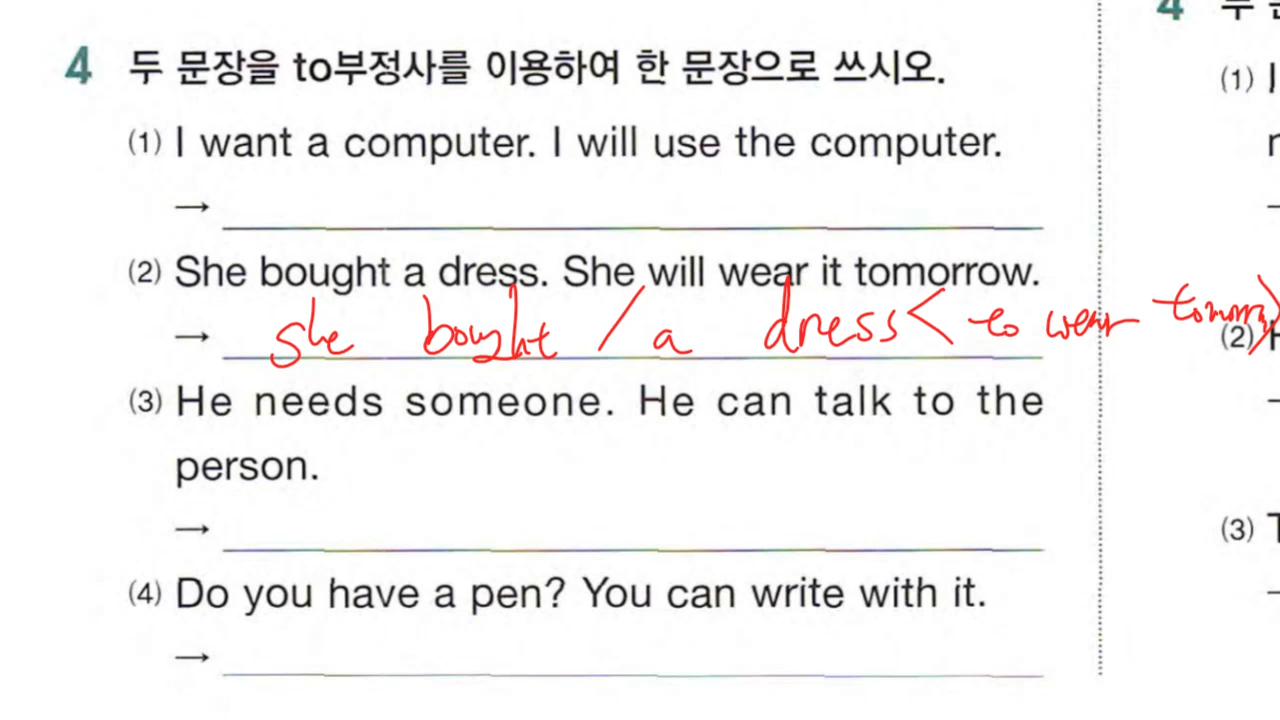 4 두 문장을 to부정사를 이용하여 한 문장으로 쓰시오.
(1) I want a computer. I will use the computer.
→
(2) She bought a dress. She will wear it tomorrow.
→ she bought / a dress < to wear
(3) He needs someone. He can talk to the
person.
→
(4) Do you have a pen? You can write with it.
→
4 두
(1) I
(2)
(3)